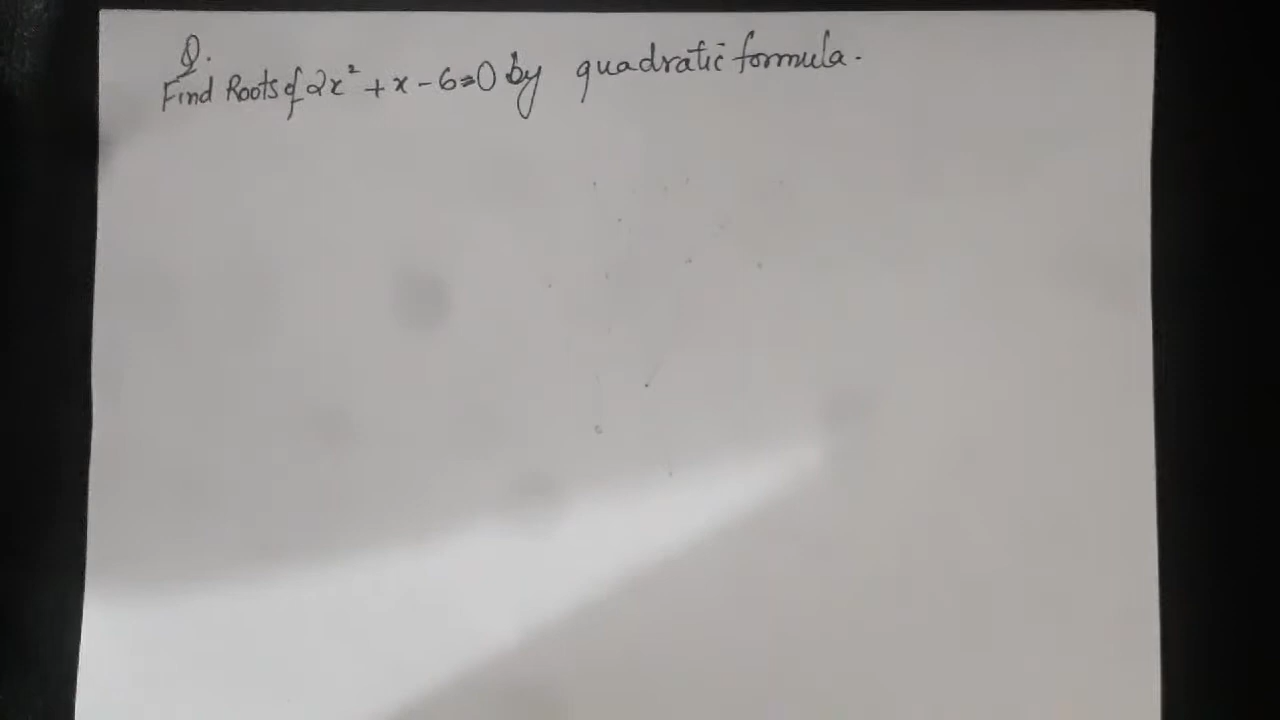 Q.
Find Roots of 2x² + x - 6 = 0 by quadratic formula.